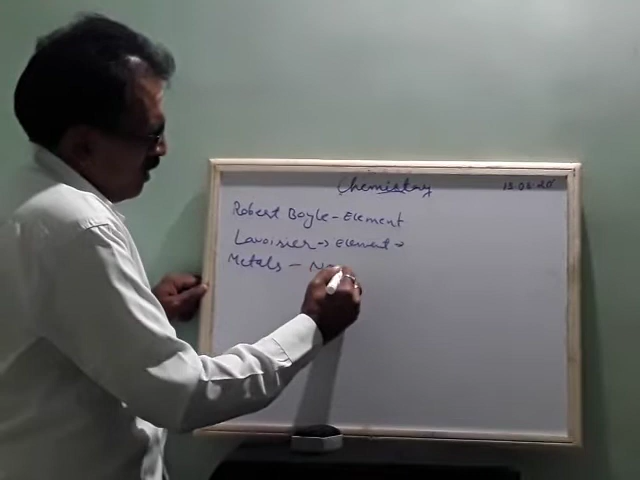 Chemistry
Robert Boyle - Element
Lavoisier → Element →
Metals -